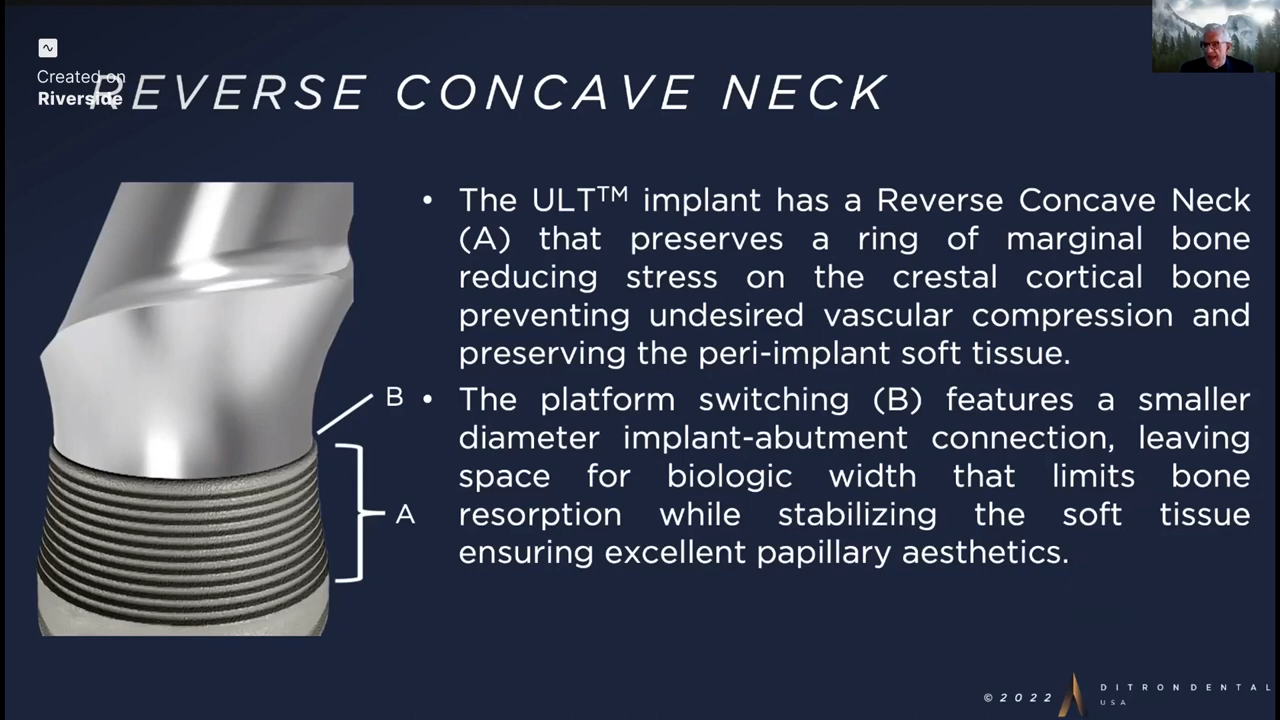 Created on
Riverside
REVERSE CONCAVE NECK
• The ULT™ implant has a Reverse Concave Neck
(A) that preserves a ring of marginal bone
reducing stress on the crestal cortical bone
preventing undesired vascular compression and
preserving the peri-implant soft tissue.
B
• The platform switching (B) features a smaller
diameter implant-abutment connection, leaving
space for biologic width that limits bone
A
resorption while stabilizing the soft tissue
ensuring excellent papillary aesthetics.
©2022
DITRONDENTAL
USA